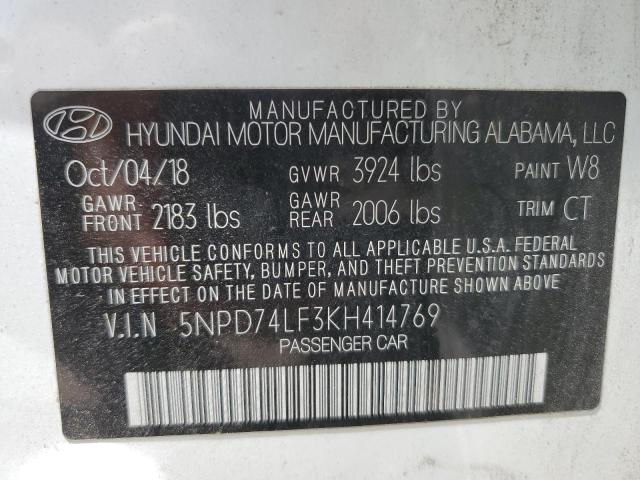 MANUFACTURED BY
HYUNDAI MOTOR MANUFACTURING ALABAMA, LLC
Oct/04/18 GVWR 3924 lbs PAINT W8
GAWR FRONT 2183 lbs GAWR REAR 2006 lbs TRIM CT
THIS VEHICLE CONFORMS TO ALL APPLICABLE U.S.A. FEDERAL
MOTOR VEHICLE SAFETY, BUMPER, AND THEFT PREVENTION STANDARDS
IN EFFECT ON THE DATE OF MANUFACTURE SHOWN ABOVE
V.I.N 5NPD74LF3KH414769
PASSENGER CAR